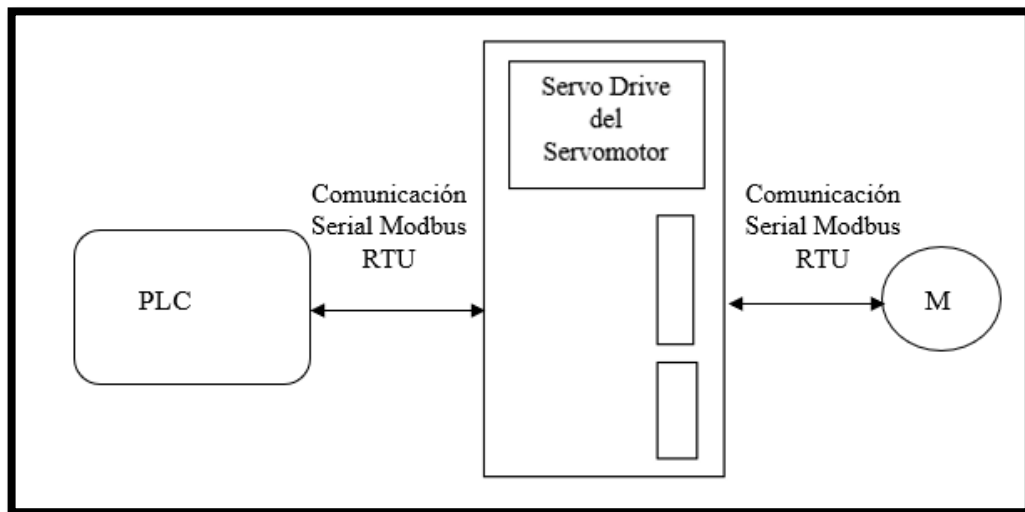 Servo Drive
del
Servomotor
Comunicación
Serial Modbus
RTU
Comunicación
Serial Modbus
RTU
PLC
M